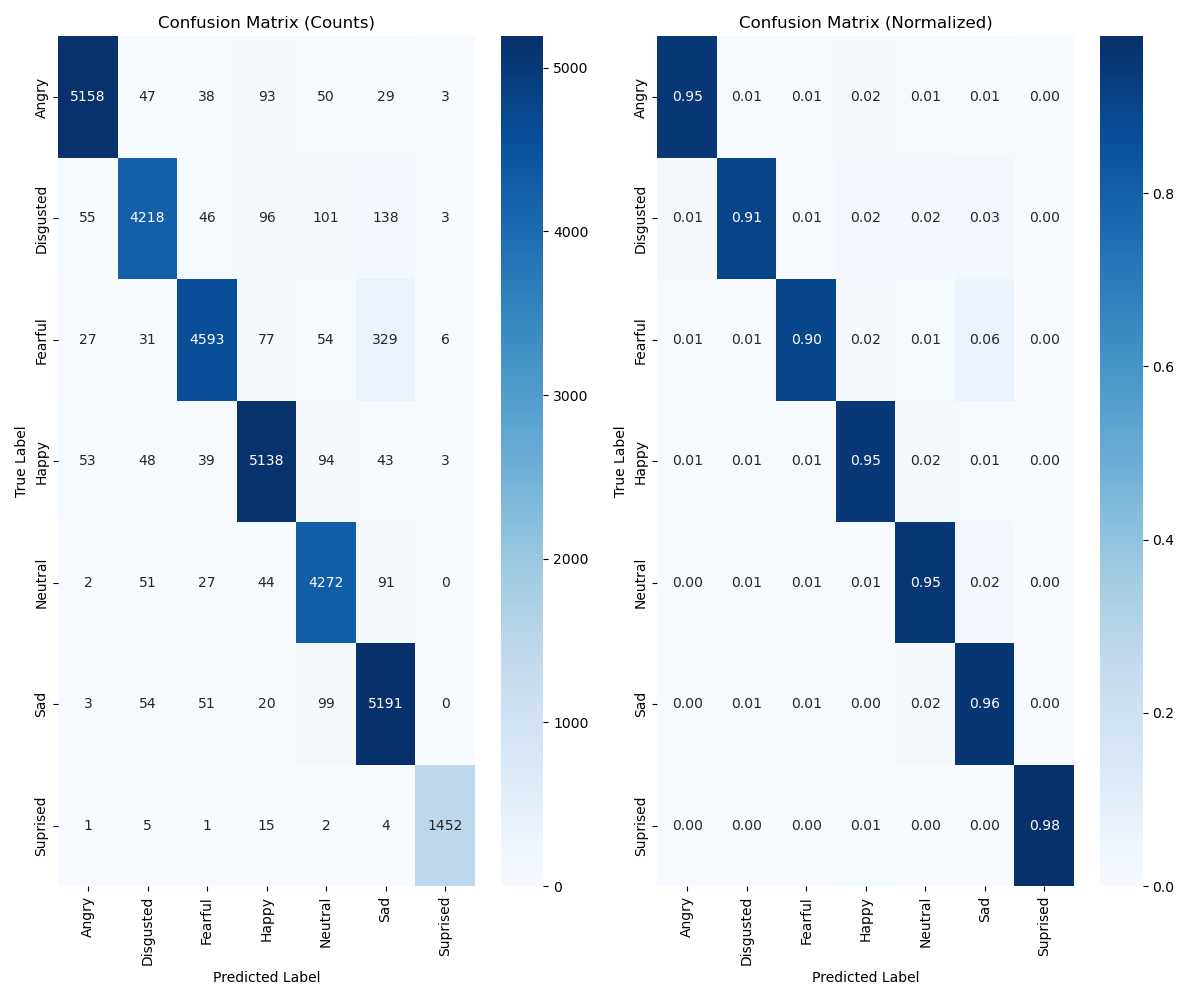 Confusion Matrix (Counts)
Angry 5158 47 38 93 50 29 3
Disgusted 55 4218 46 96 101 138 3
Fearful 27 31 4593 77 54 329 6
Happy 53 48 39 5138 94 43 3
Neutral 2 51 27 44 4272 91 0
Sad 3 54 51 20 99 5191 0
Suprised 1 5 1 15 2 4 1452
Angry Disgusted Fearful Happy Neutral Sad Suprised
True Label
Predicted Label
5000
4000
3000
2000
1000
0
Confusion Matrix (Normalized)
Angry 0.95 0.01 0.01 0.02 0.01 0.01 0.00
Disgusted 0.01 0.91 0.01 0.02 0.02 0.03 0.00
Fearful 0.01 0.01 0.90 0.02 0.01 0.06 0.00
Happy 0.01 0.01 0.01 0.95 0.02 0.01 0.00
Neutral 0.00 0.01 0.01 0.01 0.95 0.02 0.00
Sad 0.00 0.01 0.01 0.00 0.02 0.96 0.00
Suprised 0.00 0.00 0.00 0.01 0.00 0.00 0.98
Angry Disgusted Fearful Happy Neutral Sad Suprised
True Label
Predicted Label
0.8
0.6
0.4
0.2
0.0